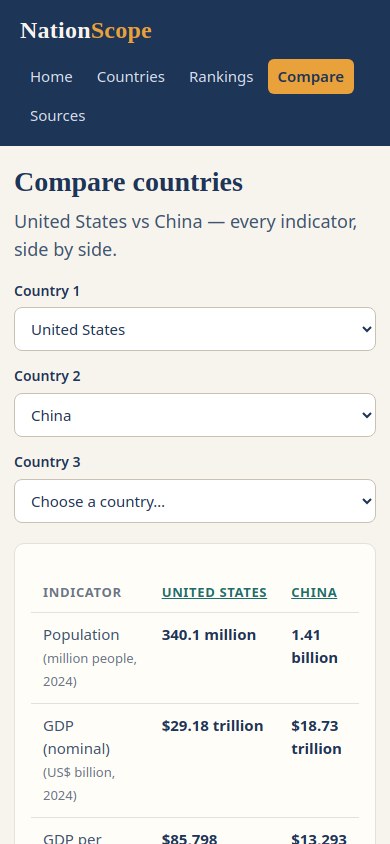 NationScope
Home Countries Rankings Compare
Sources
Compare countries
United States vs China — every indicator,
side by side.
Country 1
United States
Country 2
China
Country 3
Choose a country...
INDICATOR UNITED STATES CHINA
Population 340.1 million 1.41
(million people, billion
2024)
GDP $29.18 trillion $18.73
(nominal) trillion
(US$ billion,
2024)
GDP per $85,798 $13,293